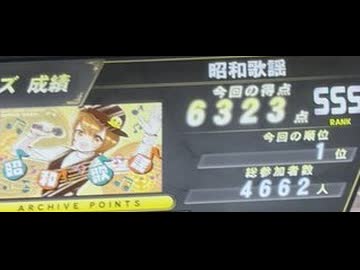 ズ 成績
昭和歌謡
今回の得点
6323点
SSS
RANK
今回の順位
1位
総参加者数
4662人
昭和歌謡
ARCHIVE POINTS